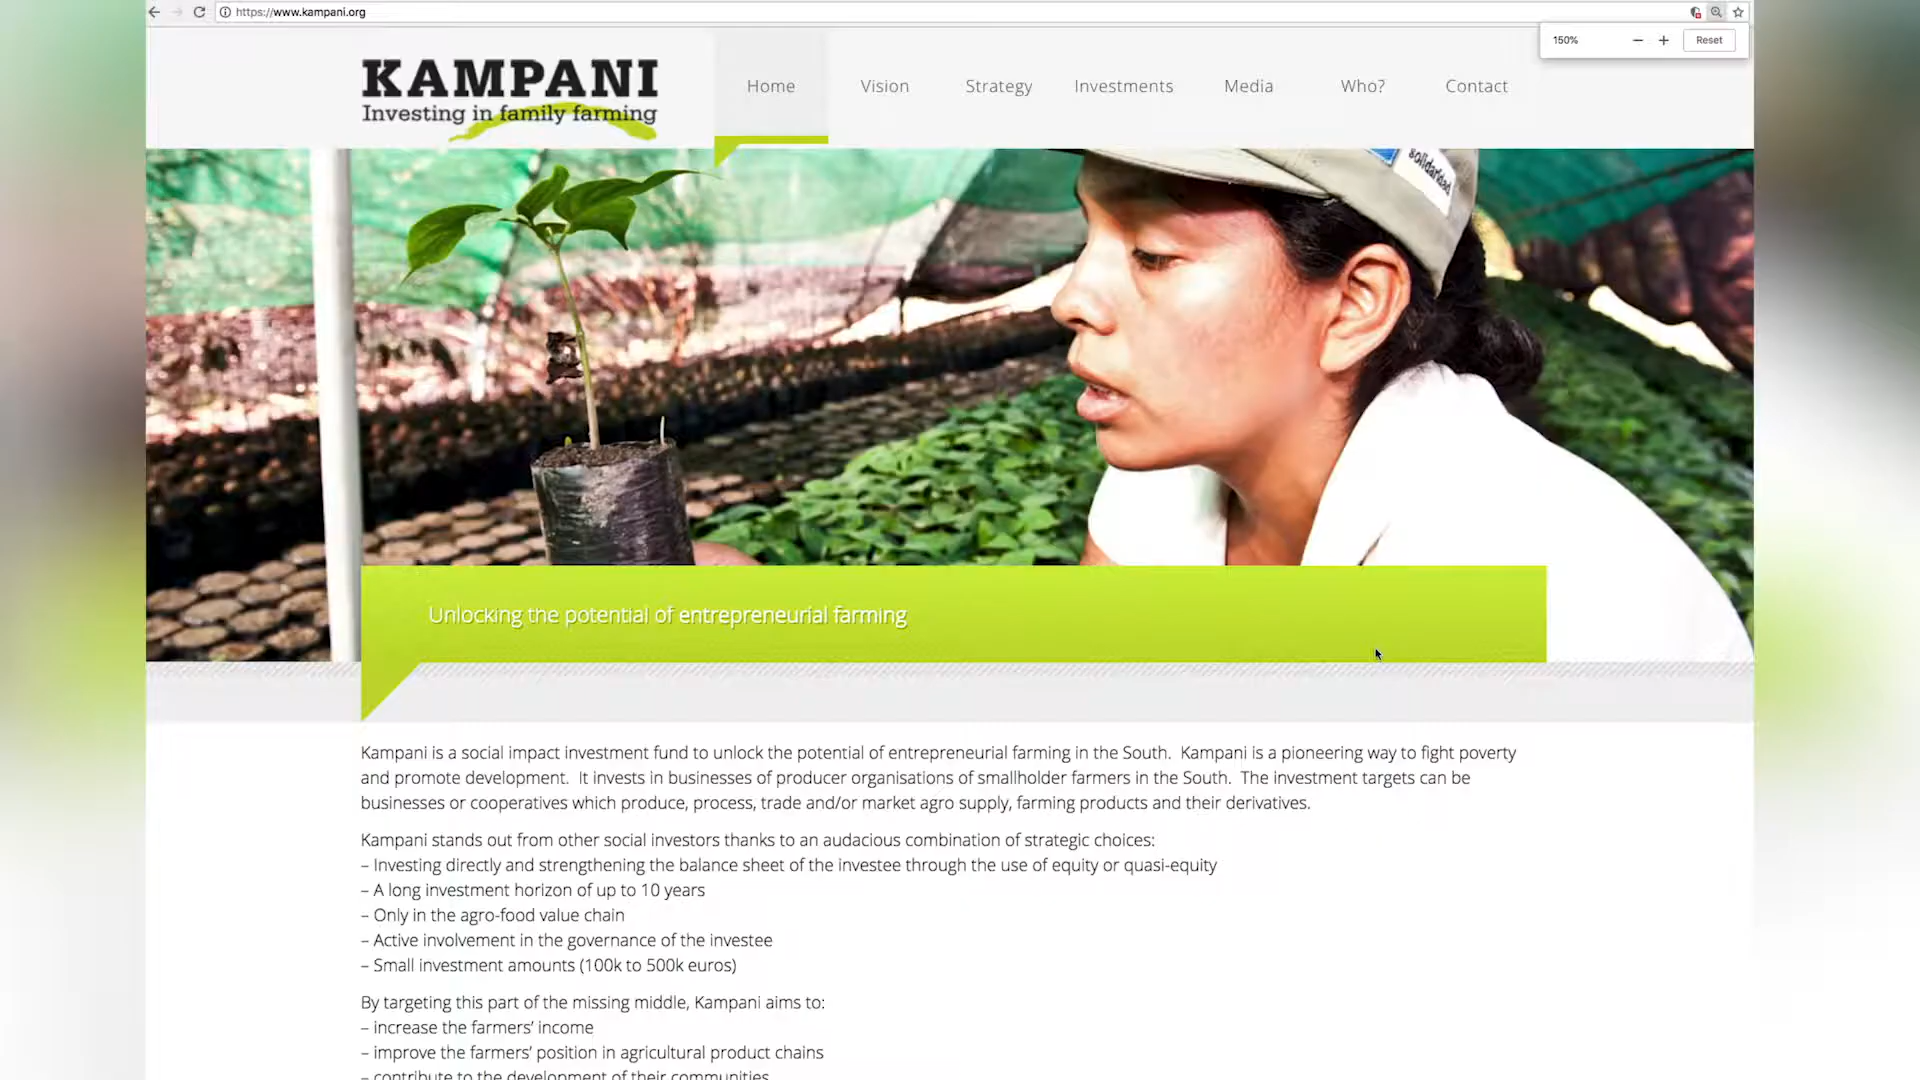 https://www.kampani.org
150%
Reset
KAMPANI
Investing in family farming
Home
Vision
Strategy
Investments
Media
Who?
Contact
solidaridad
Unlocking the potential of entrepreneurial farming
Kampani is a social impact investment fund to unlock the potential of entrepreneurial farming in the South. Kampani is a pioneering way to fight poverty
and promote development. It invests in businesses of producer organisations of smallholder farmers in the South. The investment targets can be
businesses or cooperatives which produce, process, trade and/or market agro supply, farming products and their derivatives.
Kampani stands out from other social investors thanks to an audacious combination of strategic choices:
– Investing directly and strengthening the balance sheet of the investee through the use of equity or quasi-equity
– A long investment horizon of up to 10 years
– Only in the agro-food value chain
– Active involvement in the governance of the investee
– Small investment amounts (100k to 500k euros)
By targeting this part of the missing middle, Kampani aims to:
– increase the farmers’ income
– improve the farmers’ position in agricultural product chains
– contribute to the development of their communities